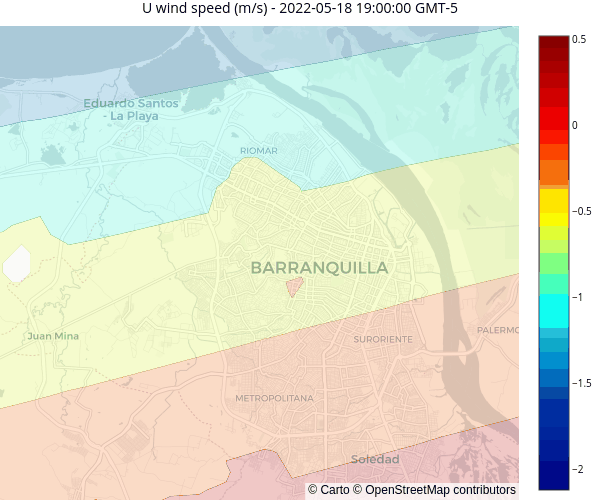 U wind speed (m/s) - 2022-05-18 19:00:00 GMT-5
0.5
Eduardo Santos
- La Playa
0
RIOMAR
−0.5
BARRANQUILLA
−1
Juan Mina
SURORIENTE
PALERMO
−1.5
METROPOLITANA
Soledad
−2
© Carto © OpenStreetMap contributors